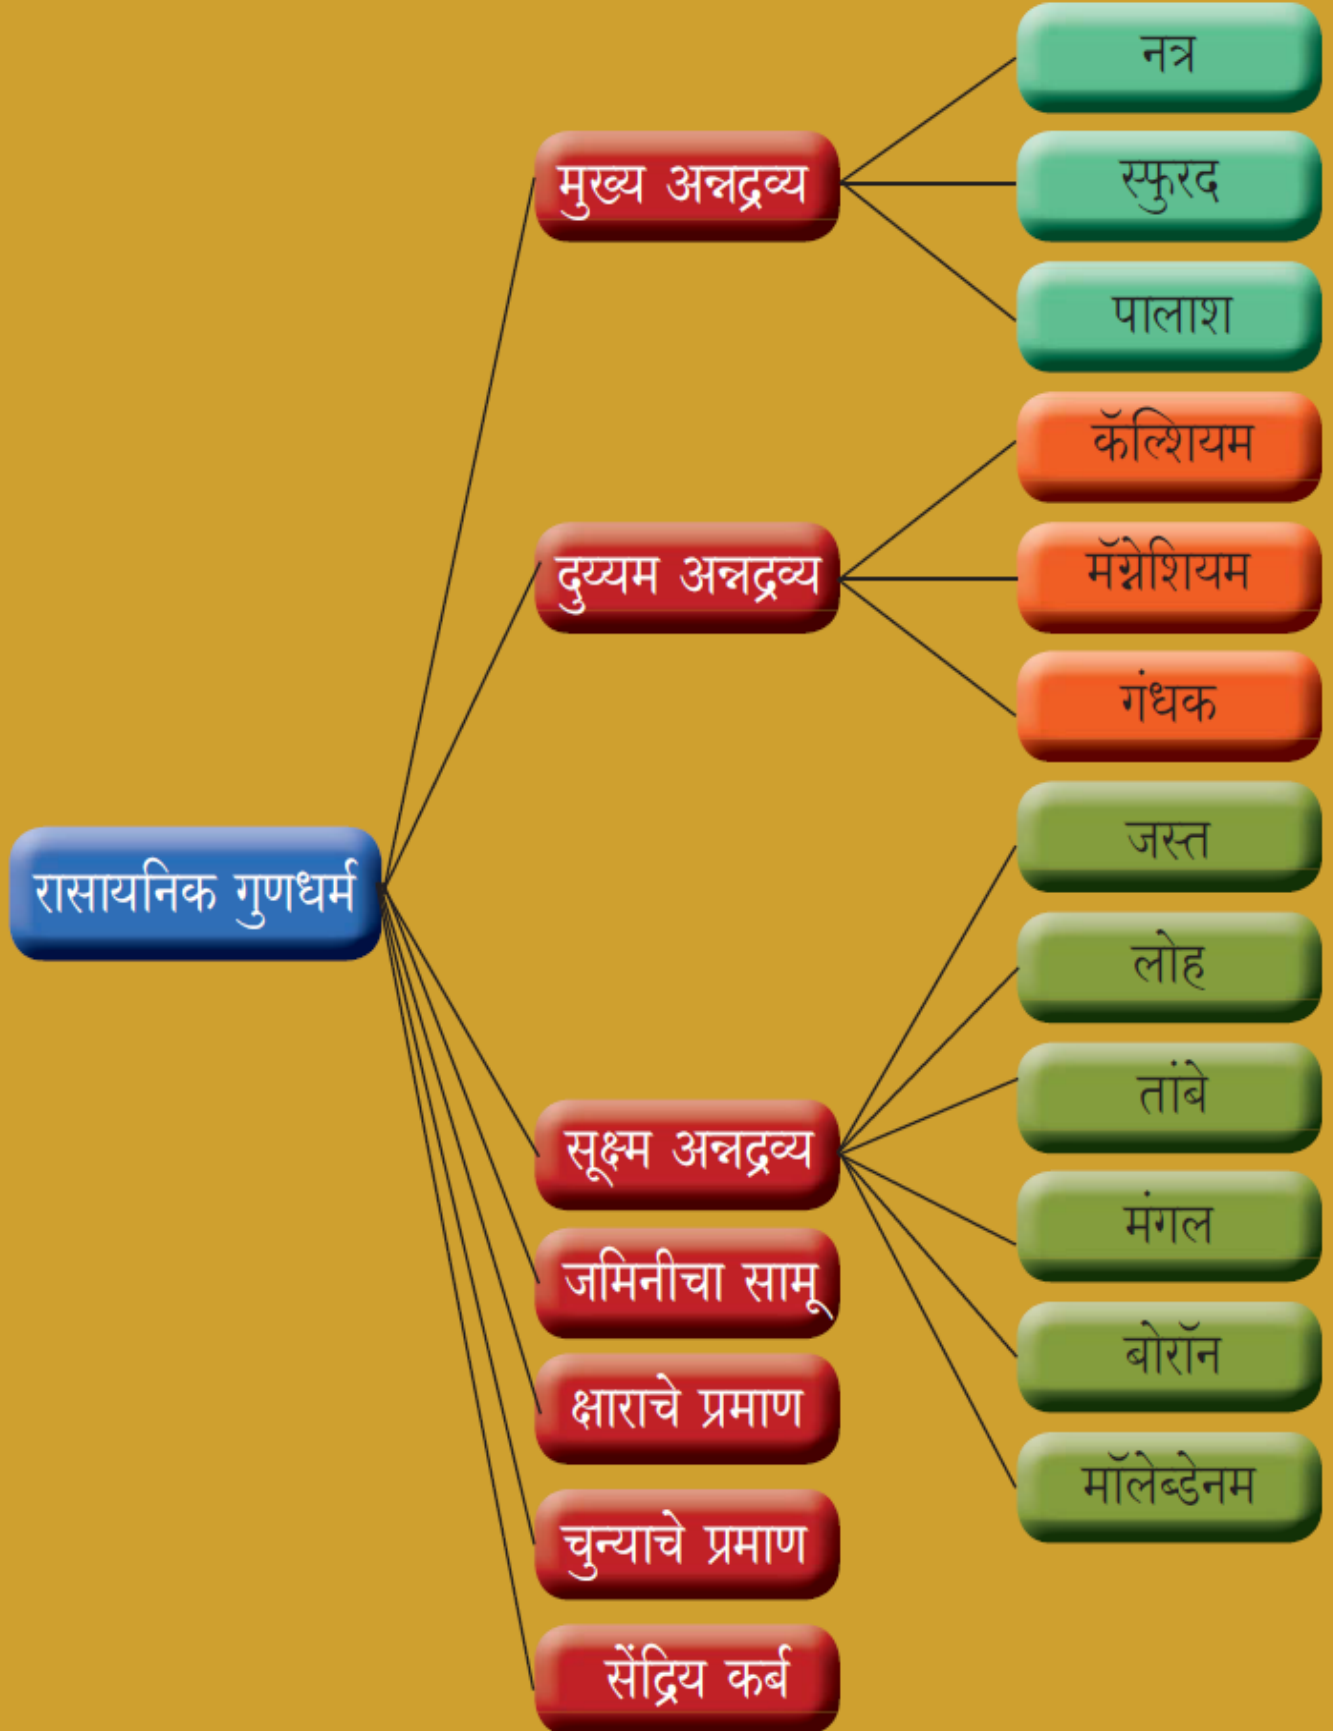 रासायनिक गुणधर्म
मुख्य अन्नद्रव्य
नत्र
स्फुरद
पालाश
दुय्यम अन्नद्रव्य
कॅल्शियम
मॅग्नेशियम
गंधक
सूक्ष्म अन्नद्रव्य
जस्त
लोह
तांबे
मंगल
बोरॉन
मॉलेब्डेनम
जमिनीचा सामू
क्षाराचे प्रमाण
चुन्याचे प्रमाण
सेंद्रिय कर्ब